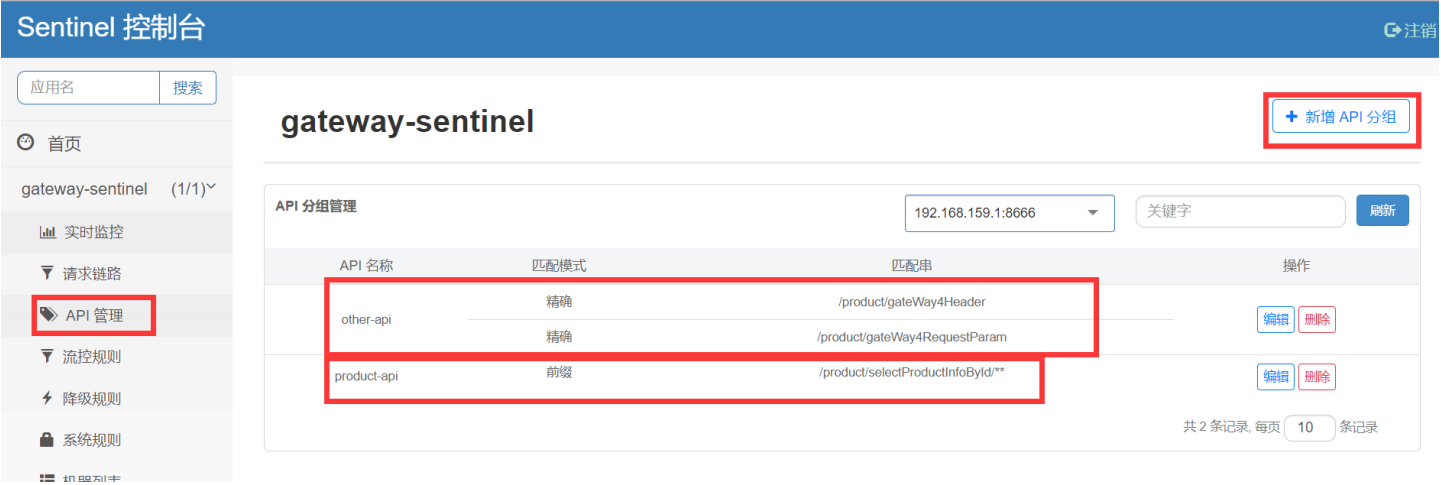 Sentinel 控制台
注销
应用名 搜索
首页
gateway-sentinel (1/1)
实时监控
请求链路
API 管理
流控规则
降级规则
系统规则
机器列表
gateway-sentinel
新增 API 分组
API 分组管理 192.168.159.1:8666 关键字 刷新
API 名称 匹配模式 匹配串 操作
other-api 精确 /product/gateWay4Header 编辑 删除
精确 /product/gateWay4RequestParam
product-api 前缀 /product/selectProductInfoById/** 编辑 删除
共 2 条记录, 每页 10 条记录